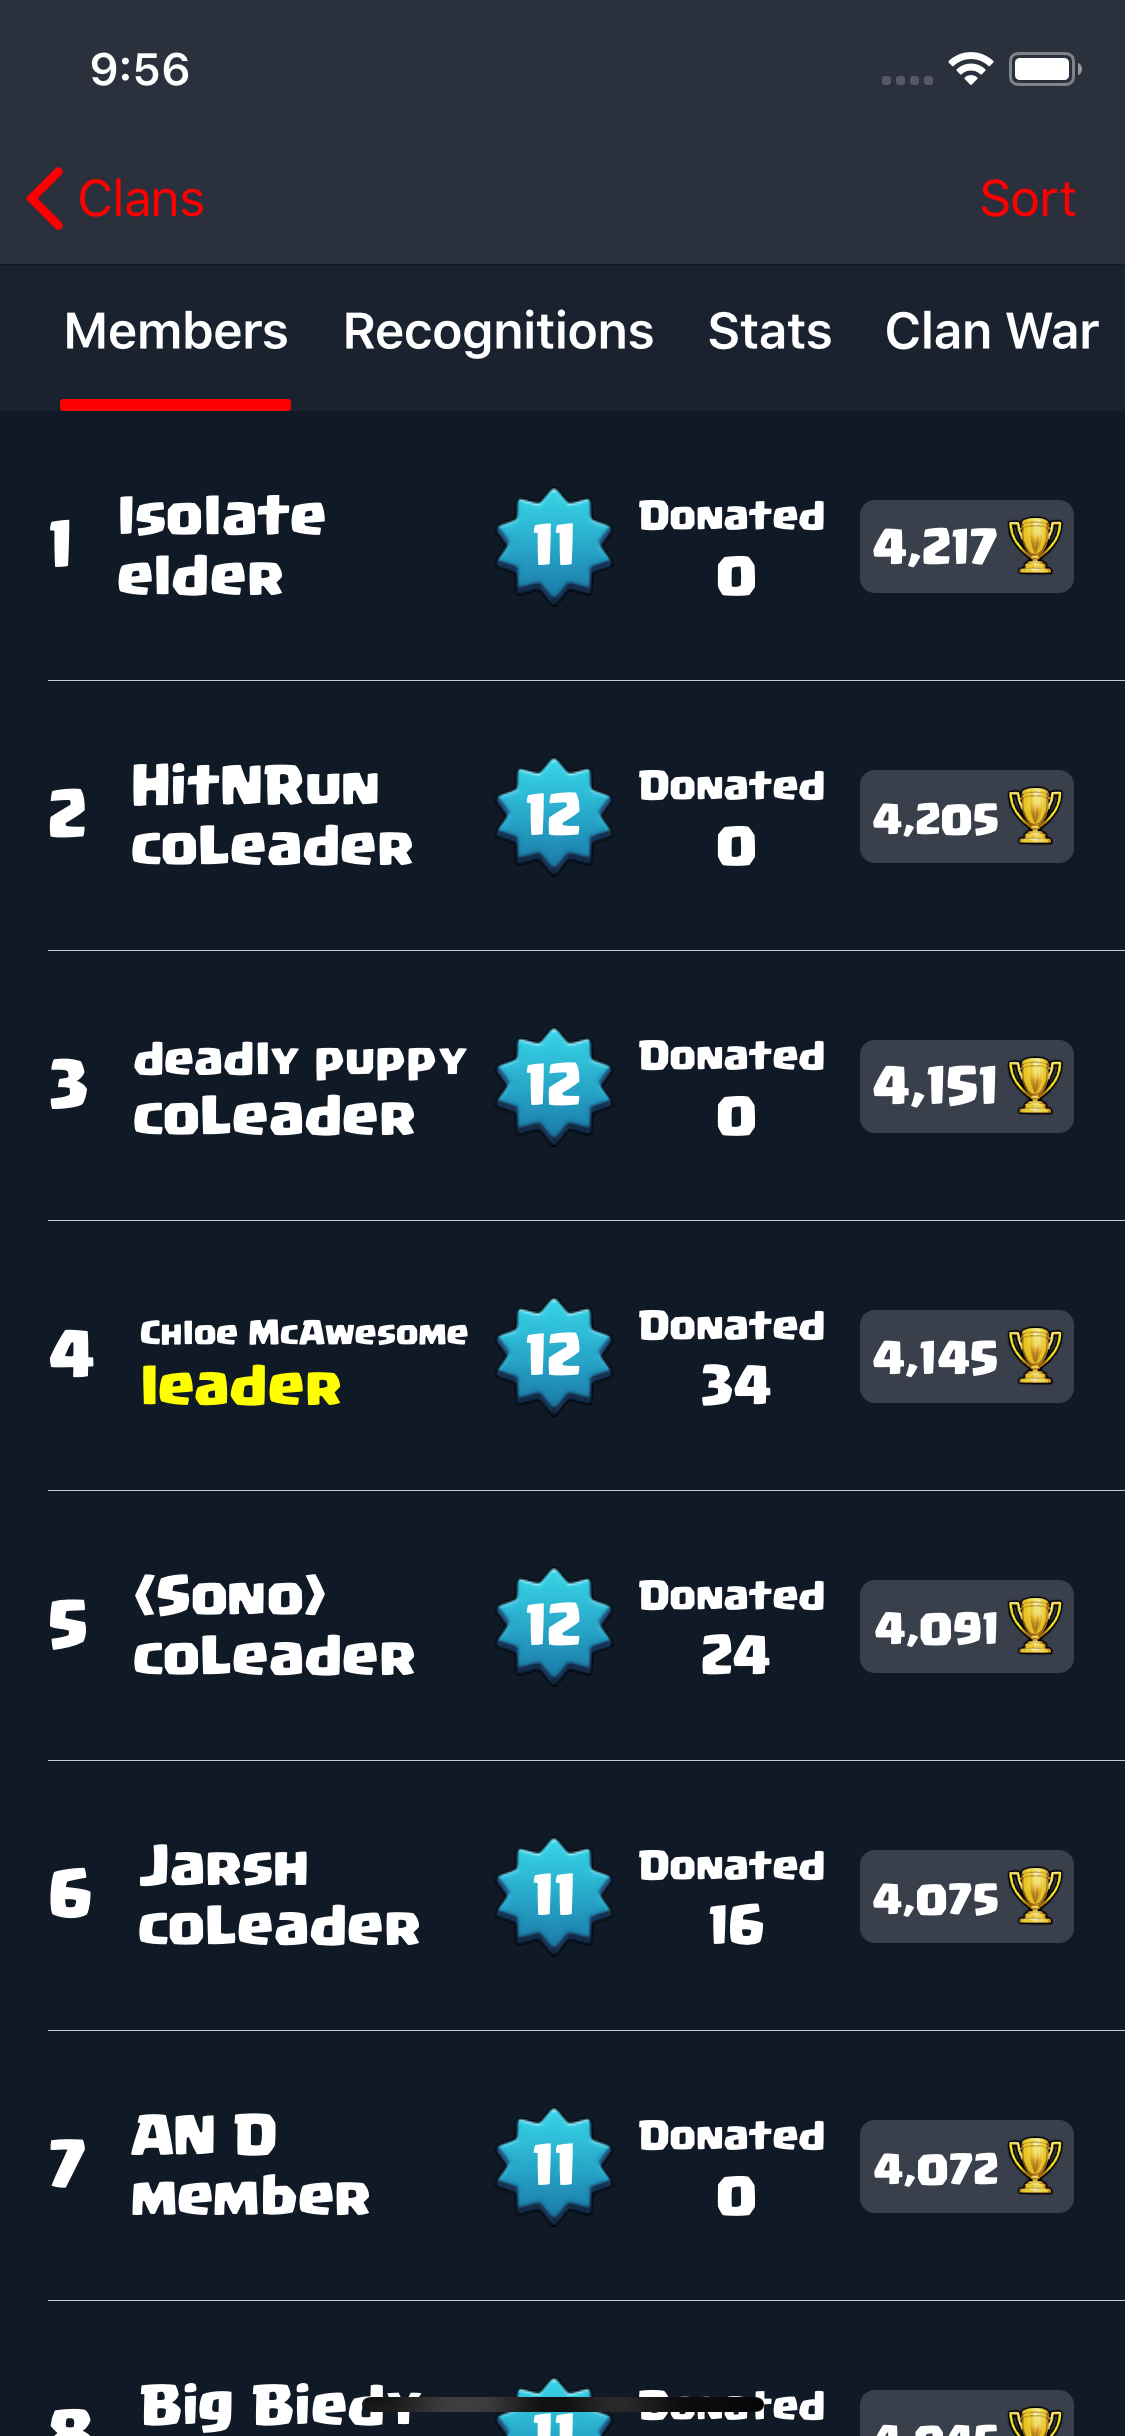 9:56
Clans
Sort
Members Recognitions Stats Clan War
1 Isolate elder 11 Donated 0 4,217
2 HitNRun coLeader 12 Donated 0 4,205
3 deadly puppy coLeader 12 Donated 0 4,151
4 Chloe McAwesome leader 12 Donated 34 4,145
5 <Sono> coLeader 12 Donated 24 4,091
6 Jarsh coLeader 11 Donated 16 4,075
7 AN D member 11 Donated 0 4,072
8 Big 11 Donated